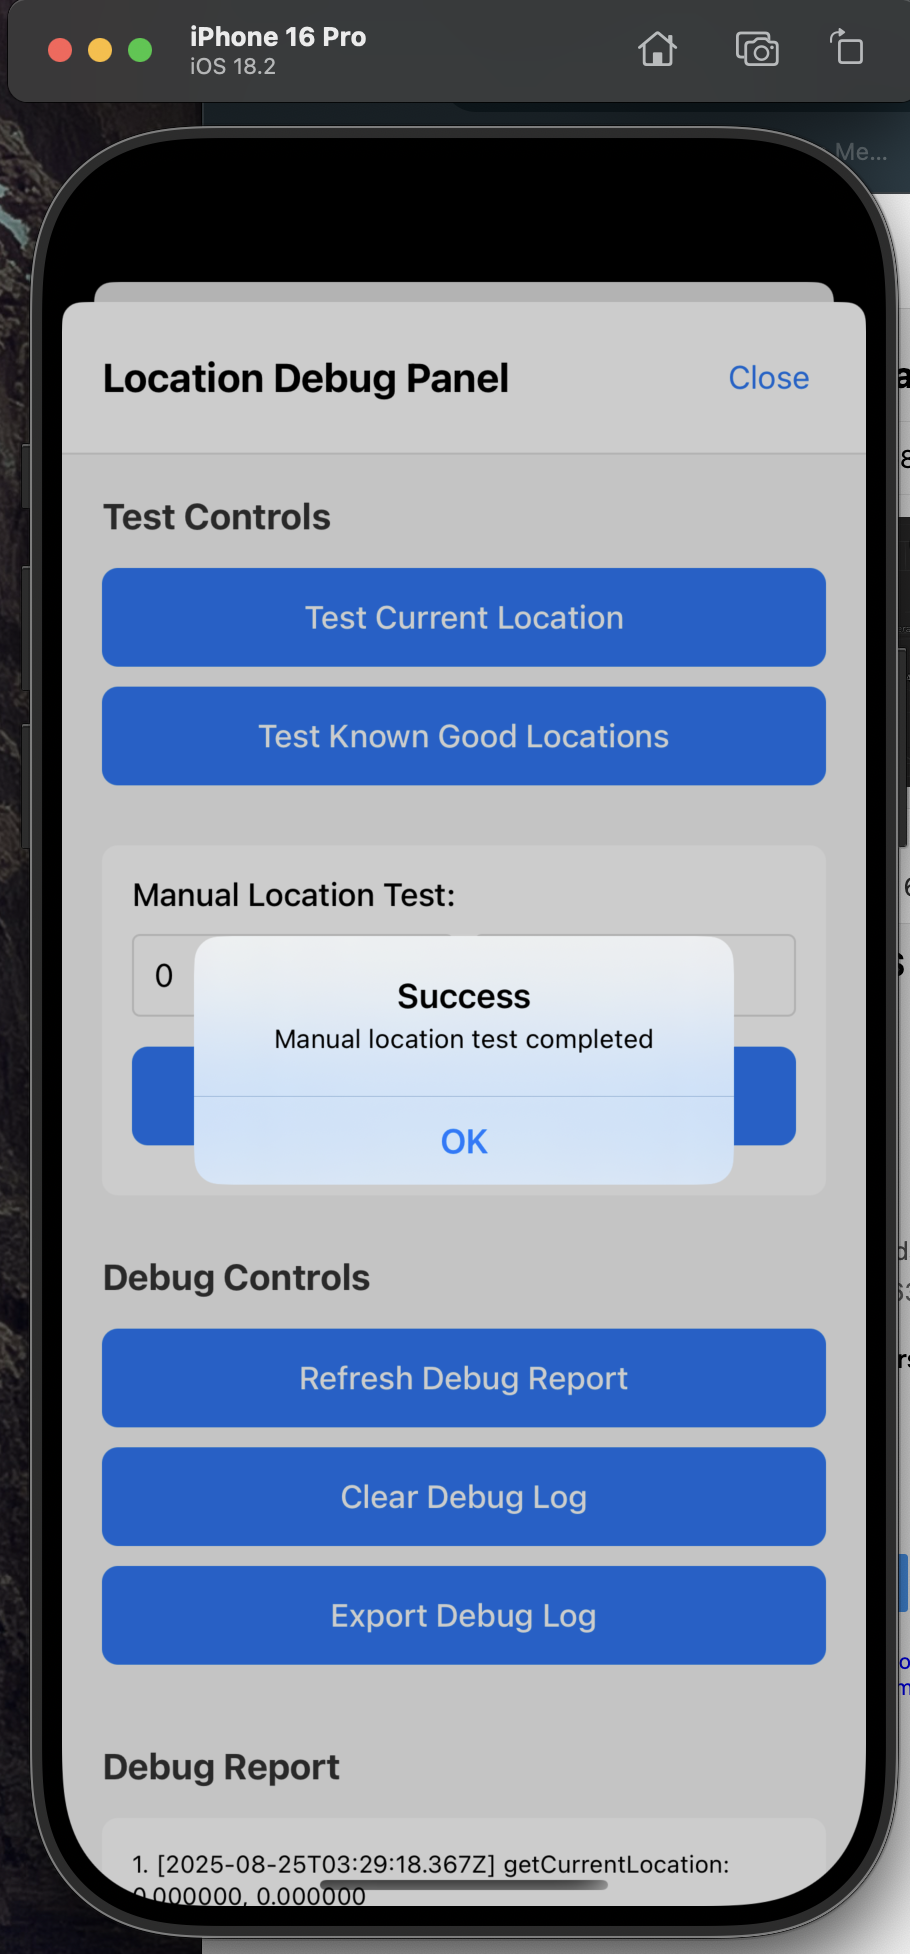 iPhone 16 Pro
iOS 18.2
Me...
Location Debug Panel
Close
Test Controls
Test Current Location
Test Known Good Locations
Manual Location Test:
0
Success
Manual location test completed
OK
Debug Controls
Refresh Debug Report
Clear Debug Log
Export Debug Log
Debug Report
1. [2025-08-25T03:29:18.367Z] getCurrentLocation:
0.000000, 0.000000